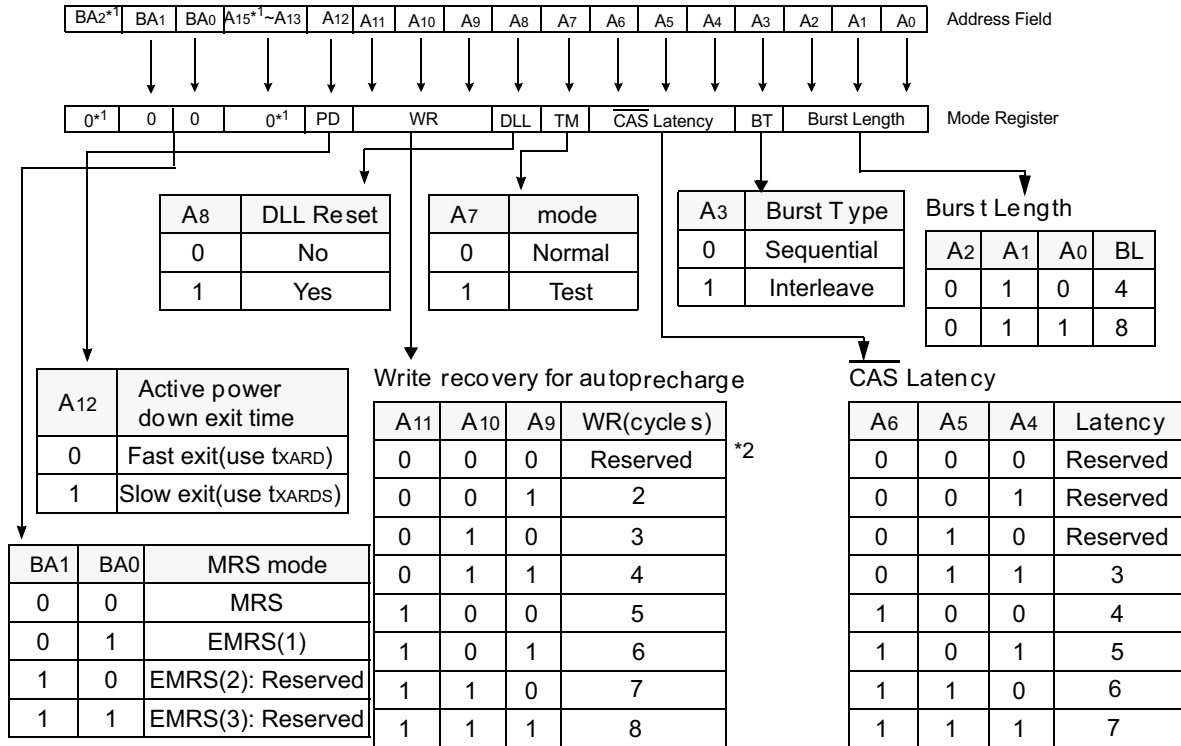 BA2*1 BA1 BA0 A15*1~A13 A12 A11 A10 A9 A8 A7 A6 A5 A4 A3 A2 A1 A0 Address Field
0*1 0 0 0*1 PD WR DLL TM CAS Latency BT Burst Length Mode Register
A8 DLL Reset
0 No
1 Yes
A7 mode
0 Normal
1 Test
A3 Burst Type
0 Sequential
1 Interleave
Burst Length
A2 A1 A0 BL
0 1 0 4
0 1 1 8
A12 Active power
down exit time
0 Fast exit(use tXARD)
1 Slow exit(use tXARDS)
BA1 BA0 MRS mode
0 0 MRS
0 1 EMRS(1)
1 0 EMRS(2): Reserved
1 1 EMRS(3): Reserved
Write recovery for autoprecharge
A11 A10 A9 WR(cycles)
*2
0 0 0 Reserved
0 0 1 2
0 1 0 3
0 1 1 4
1 0 0 5
1 0 1 6
1 1 0 7
1 1 1 8
CAS Latency
A6 A5 A4 Latency
0 0 0 Reserved
0 0 1 Reserved
0 1 0 Reserved
0 1 1 3
1 0 0 4
1 0 1 5
1 1 0 6
1 1 1 7